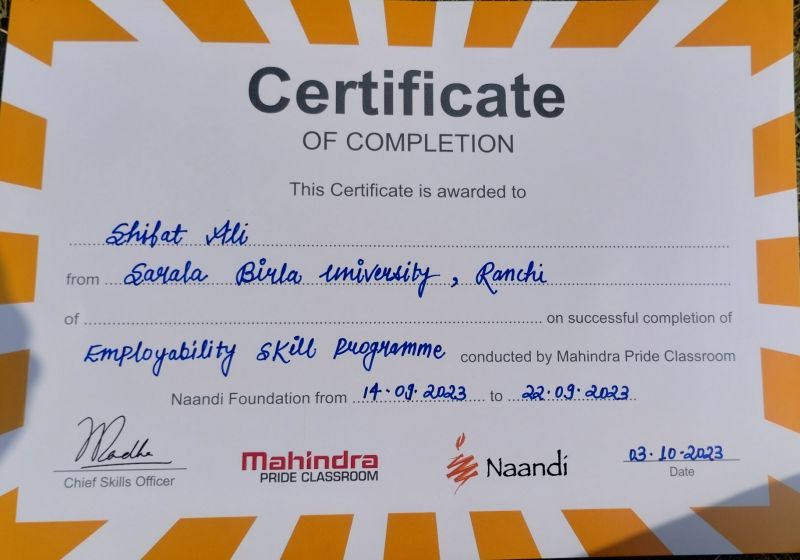 Certificate
OF COMPLETION
This Certificate is awarded to
Shifat Ali
from Sarala Birla University, Ranchi
of on successful completion of
Employability Skill Programme conducted by Mahindra Pride Classroom
Naandi Foundation from 14.09.2023 to 22.09.2023
Chief Skills Officer
Mahindra
PRIDE CLASSROOM
Naandi
03.10-2023
Date